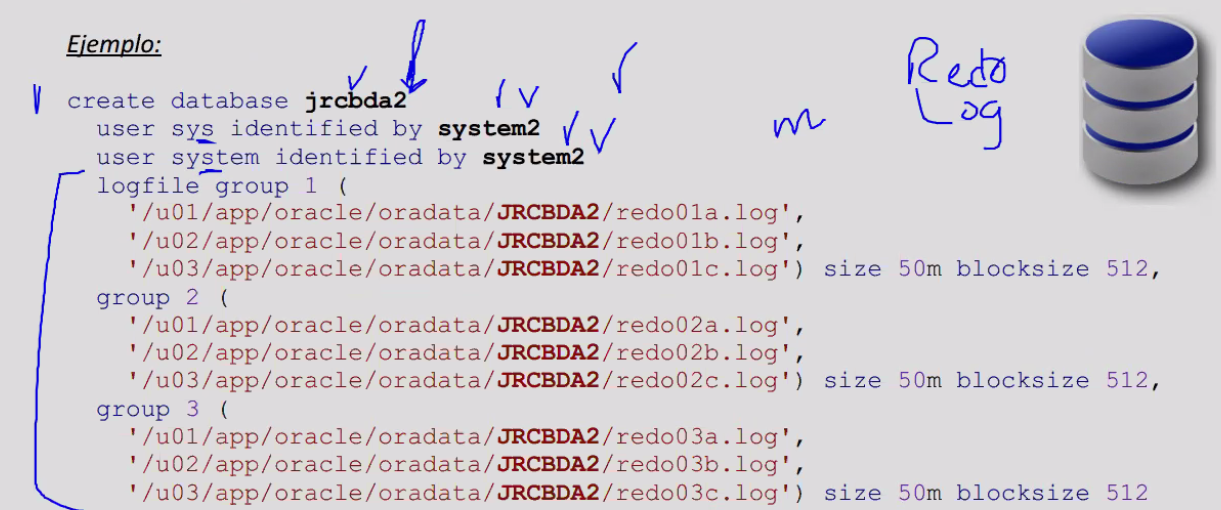 Ejemplo:
Redo
Log
create database jrcbda2
user sys identified by system2
m
user system identified by system2
logfile group 1 (
'/u01/app/oracle/oradata/JRCBDA2/redo01a.log',
'/u02/app/oracle/oradata/JRCBDA2/redo01b.log',
'/u03/app/oracle/oradata/JRCBDA2/redo01c.log') size 50m blocksize 512,
group 2 (
'/u01/app/oracle/oradata/JRCBDA2/redo02a.log',
'/u02/app/oracle/oradata/JRCBDA2/redo02b.log',
'/u03/app/oracle/oradata/JRCBDA2/redo02c.log') size 50m blocksize 512,
group 3 (
'/u01/app/oracle/oradata/JRCBDA2/redo03a.log',
'/u02/app/oracle/oradata/JRCBDA2/redo03b.log',
'/u03/app/oracle/oradata/JRCBDA2/redo03c.log') size 50m blocksize 512